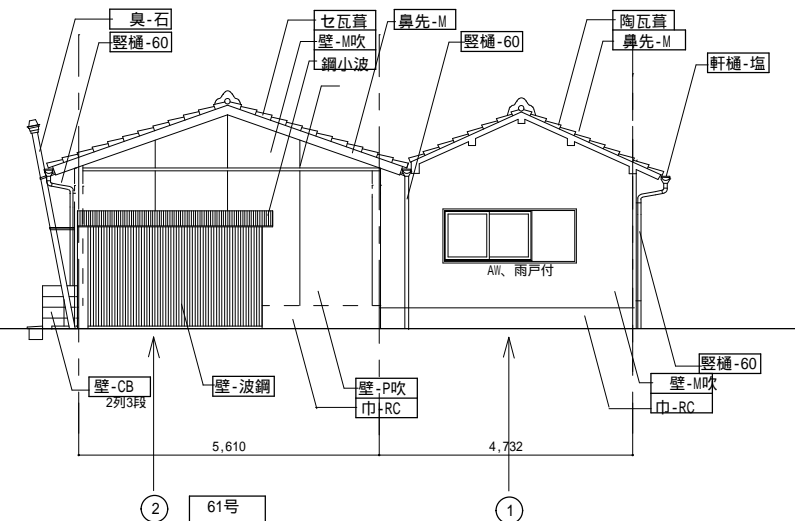 臭-石
竪樋-60
セ瓦葺
壁-M吹
鋼小波
鼻先-M
竪樋-60
陶瓦葺
鼻先-M
軒樋-塩
AW、雨戸付
壁-CB
2列3段
壁-波鋼
壁-P吹
巾-RC
竪樋-60
壁-M吹
巾-RC
5,610
4,732
2
61号
1